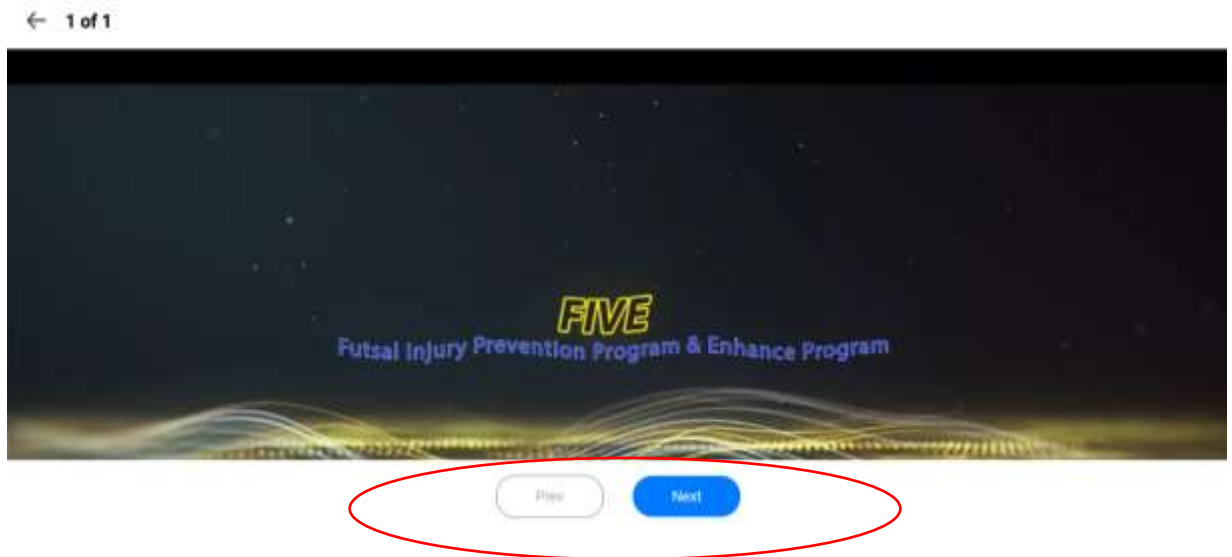 1 of 1
FIVE
Futsal Injury Prevention Program & Enhance Program
Prev
Next